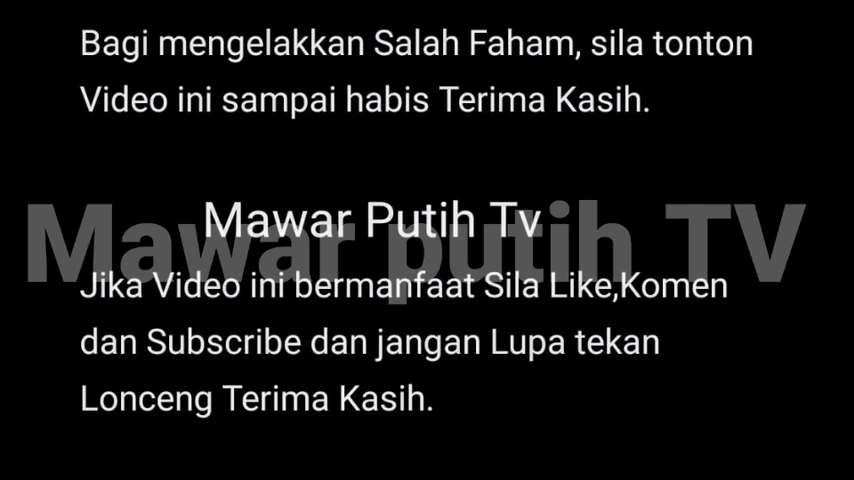 Bagi mengelakkan Salah Faham, sila tonton
Video ini sampai habis Terima Kasih.
Mawar Putih Tv
Mawar putih TV
Jika Video ini bermanfaat Sila Like,Komen
dan Subscribe dan jangan Lupa tekan
Lonceng Terima Kasih.